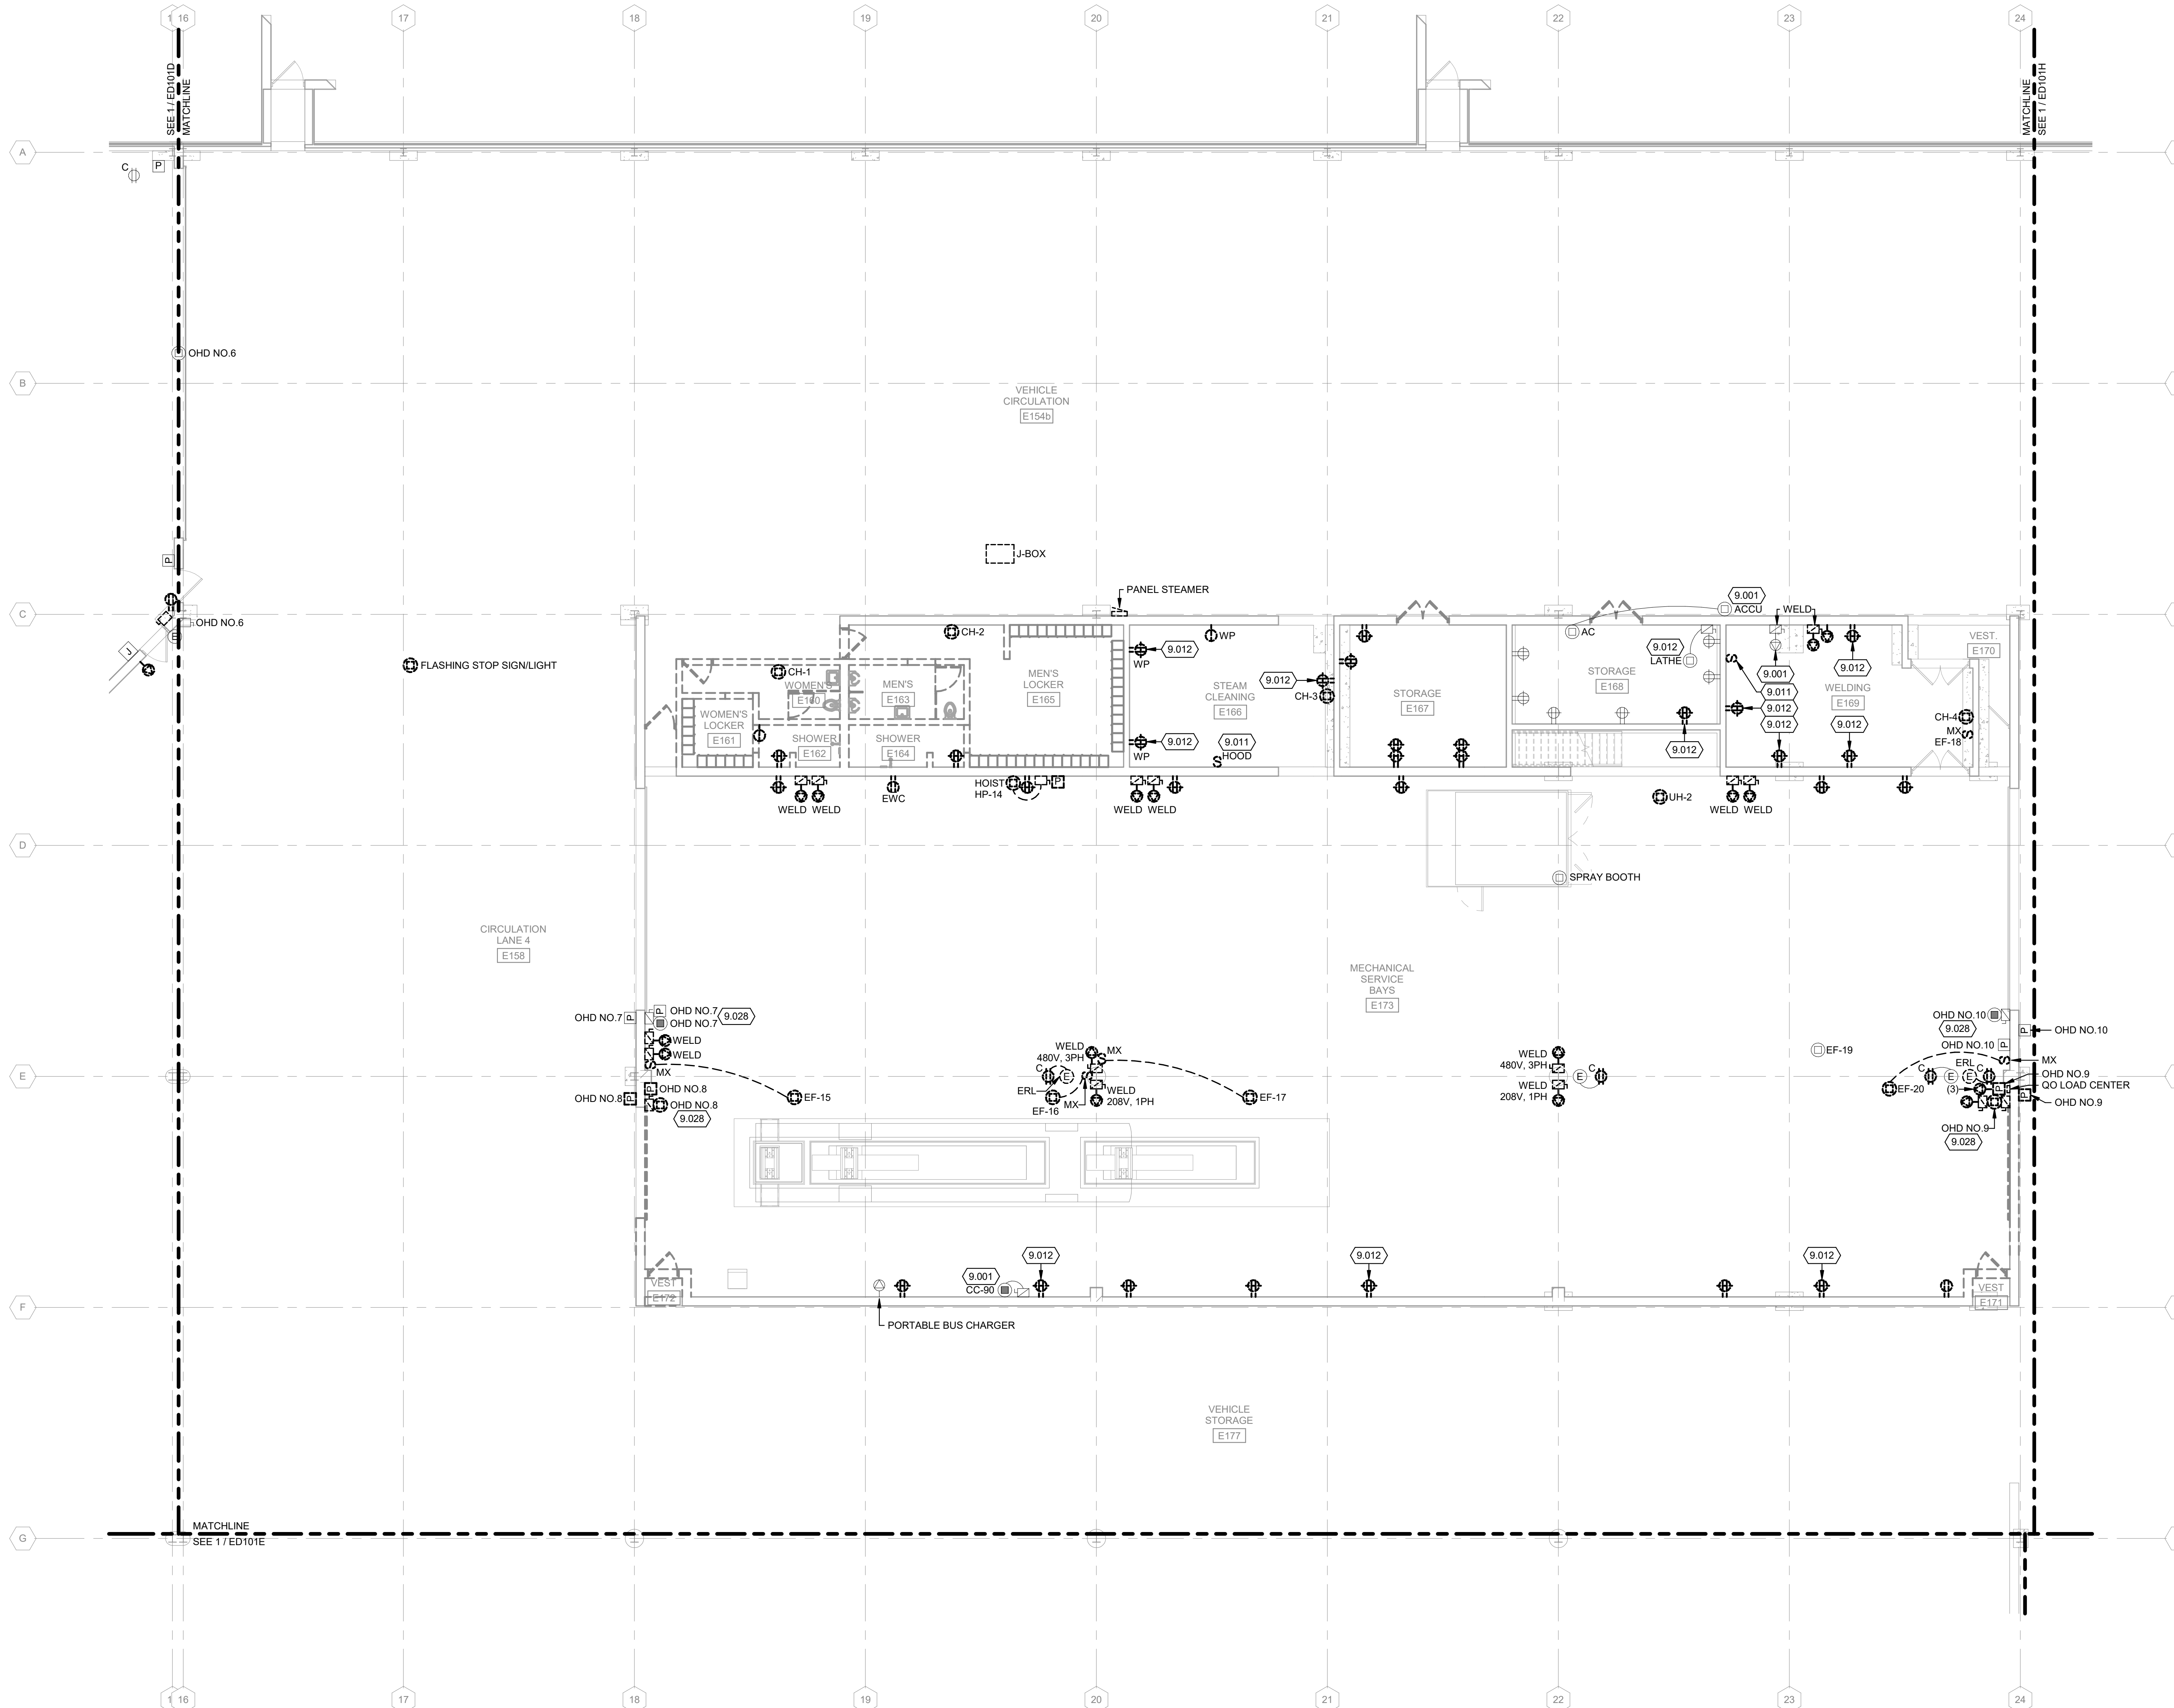 16
17
18
19
20
21
22
23
24
SEE 1 / ED101D
MATCHLINE
MATCHLINE
SEE 1 / ED101H
A
C
P
OHD NO.6
B
VEHICLE
CIRCULATION
E154b
P
J-BOX
PANEL STEAMER
9.001
ACCU
WELD
C
OHD NO.6
E
J
FLASHING STOP SIGN/LIGHT
CH-2
WP
AC
9.012
LATHE
VEST.
E170
CH-1
WOMEN'S
E160
MEN'S
E163
MEN'S
LOCKER
E165
9.012
WP
STEAM
CLEANING
E166
9.012
CH-3
STORAGE
E167
STORAGE
E168
9.012
9.001
9.011
9.012
9.012
9.012
WELDING
E169
CH-4
MX
EF-18
S
S
WOMEN'S
LOCKER
E161
SHOWER
E162
SHOWER
E164
9.012
WP
9.011
HOOD
S
9.012
WELD
WELD
EWC
HOIST
HP-14
P
WELD
WELD
UH-2
WELD
WELD
D
SPRAY BOOTH
CIRCULATION
LANE 4
E158
MECHANICAL
SERVICE
BAYS
E173
OHD NO.7
P
P
OHD NO.7
OHD NO.7
9.028
WELD
WELD
S
MX
OHD NO.8
P
P
OHD NO.8
OHD NO.8
9.028
EF-15
WELD
480V, 3PH
MX
S
C
E
ERL
EF-16
MX
S
WELD
208V, 1PH
EF-17
WELD
480V, 3PH
WELD
208V, 1PH
E
C
EF-19
OHD NO.10
9.028
OHD NO.10
P
P
OHD NO.10
S
MX
ERL
C
E
E
C
OHD NO.9
QO LOAD CENTER
OHD NO.9
EF-20
(3)
P
P
OHD NO.9
9.028
E
9.012
9.012
9.012
9.001
CC-90
VEST
E172
VEST
E171
F
PORTABLE BUS CHARGER
VEHICLE
STORAGE
E177
G
MATCHLINE
SEE 1 / ED101E
16
17
18
19
20
21
22
23
24